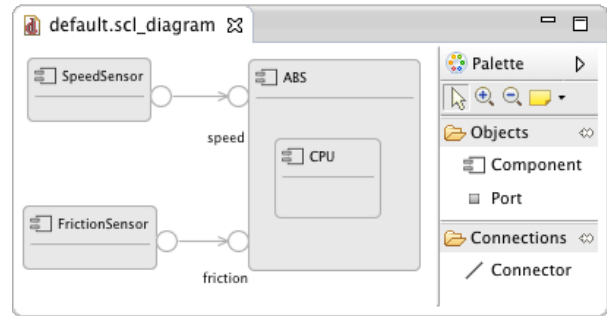 default.scl_diagram
SpeedSensor
ABS
speed
CPU
FrictionSensor
friction
Palette
Objects
Component
Port
Connections
Connector